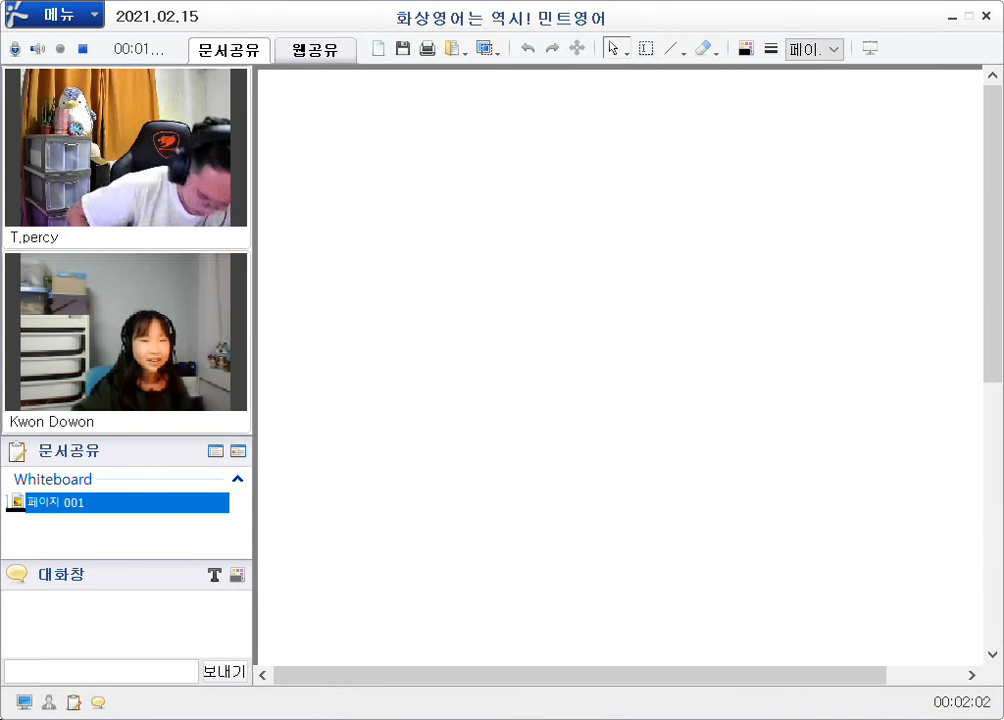 메뉴
2021.02.15
화상영어는 역시! 민트영어
00:01...
문서공유
웹공유
페이.
T.percy
Kwon Dowon
문서공유
Whiteboard
페이지 001
대화창
T
보내기
00:02:02